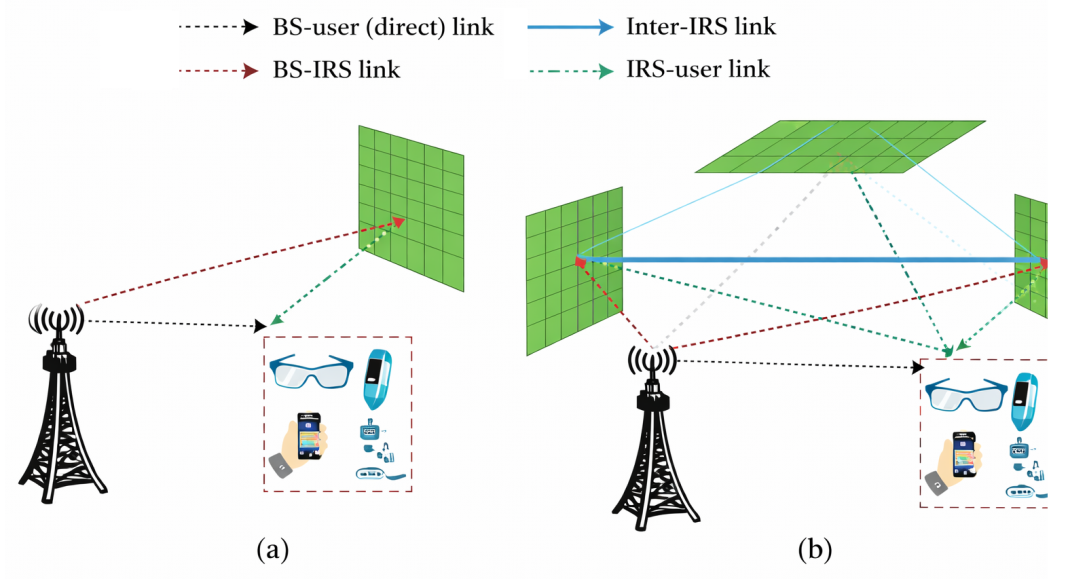 BS-user (direct) link
Inter-IRS link
BS-IRS link
IRS-user link
(a)
(b)